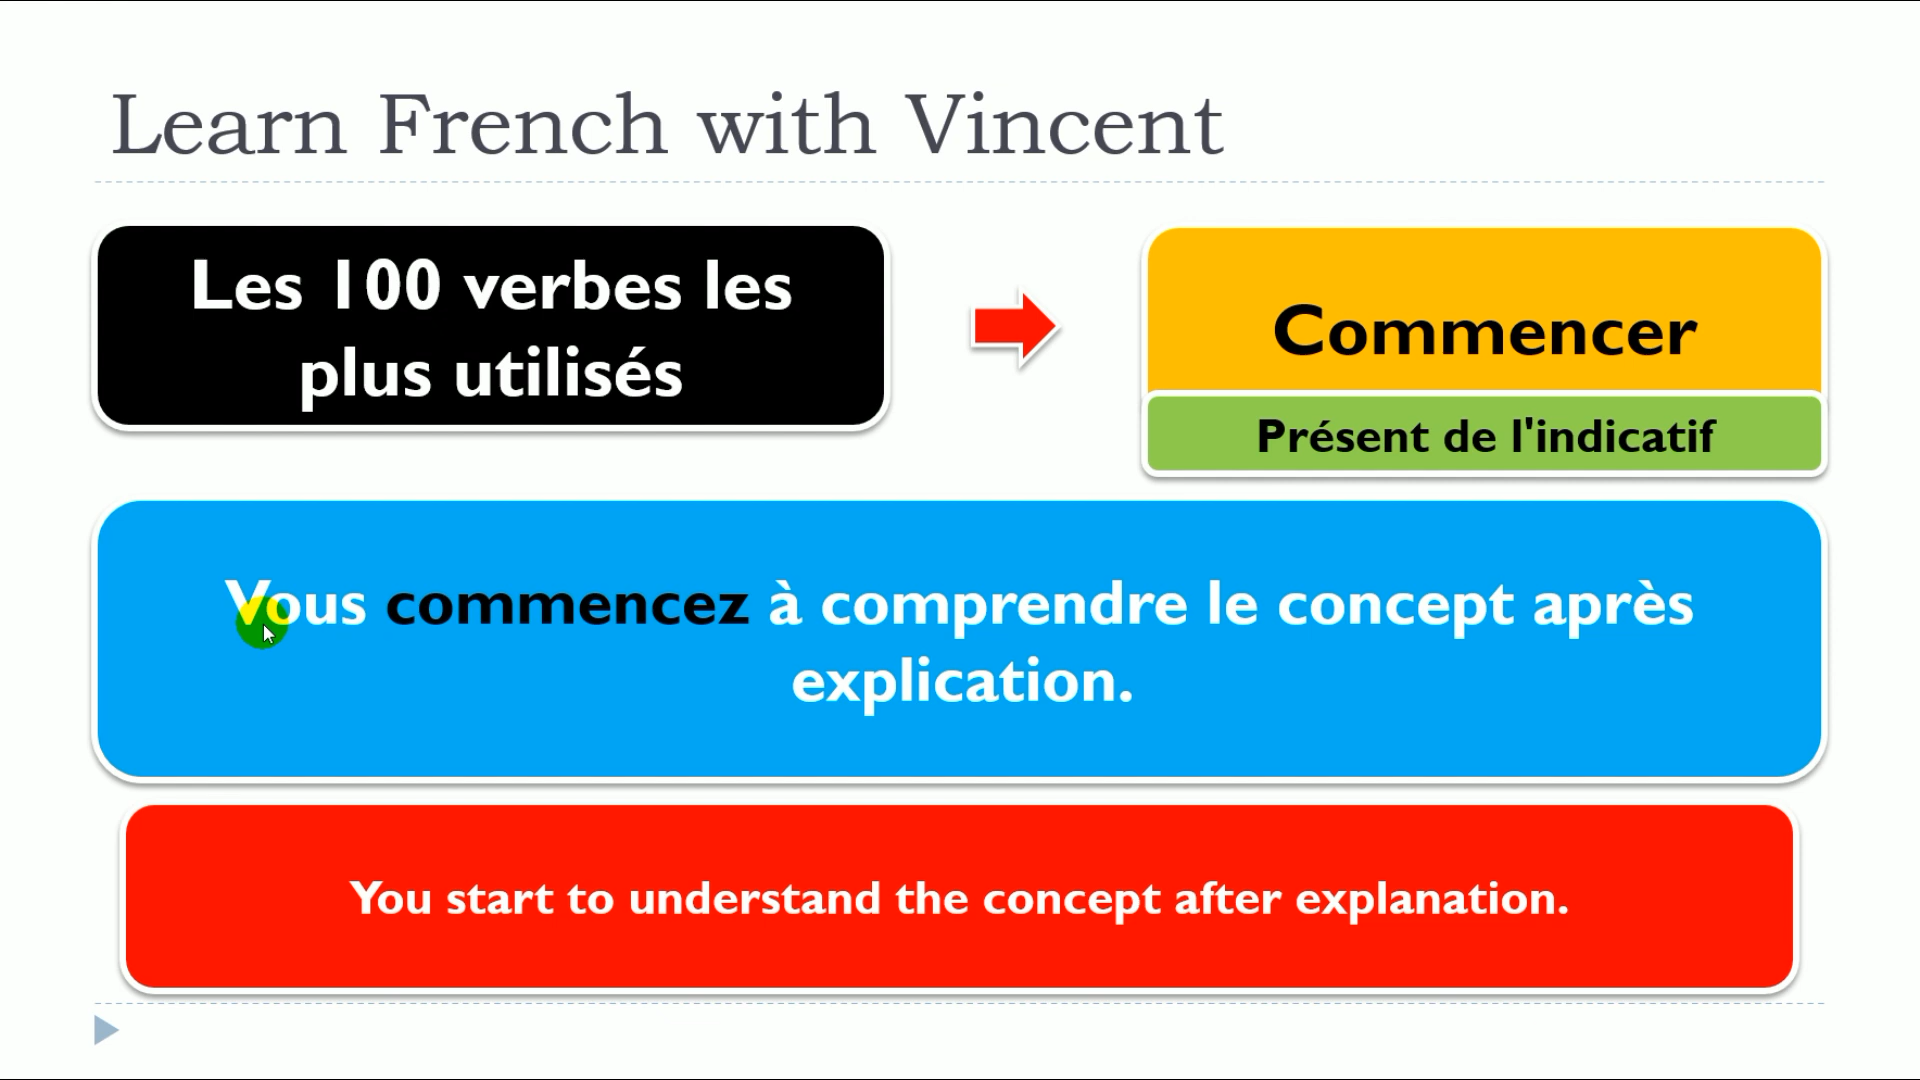 Learn French with Vincent
Les 100 verbes les
plus utilisés
Commencer
Présent de l'indicatif
Vous commencez à comprendre le concept après
explication.
You start to understand the concept after explanation.